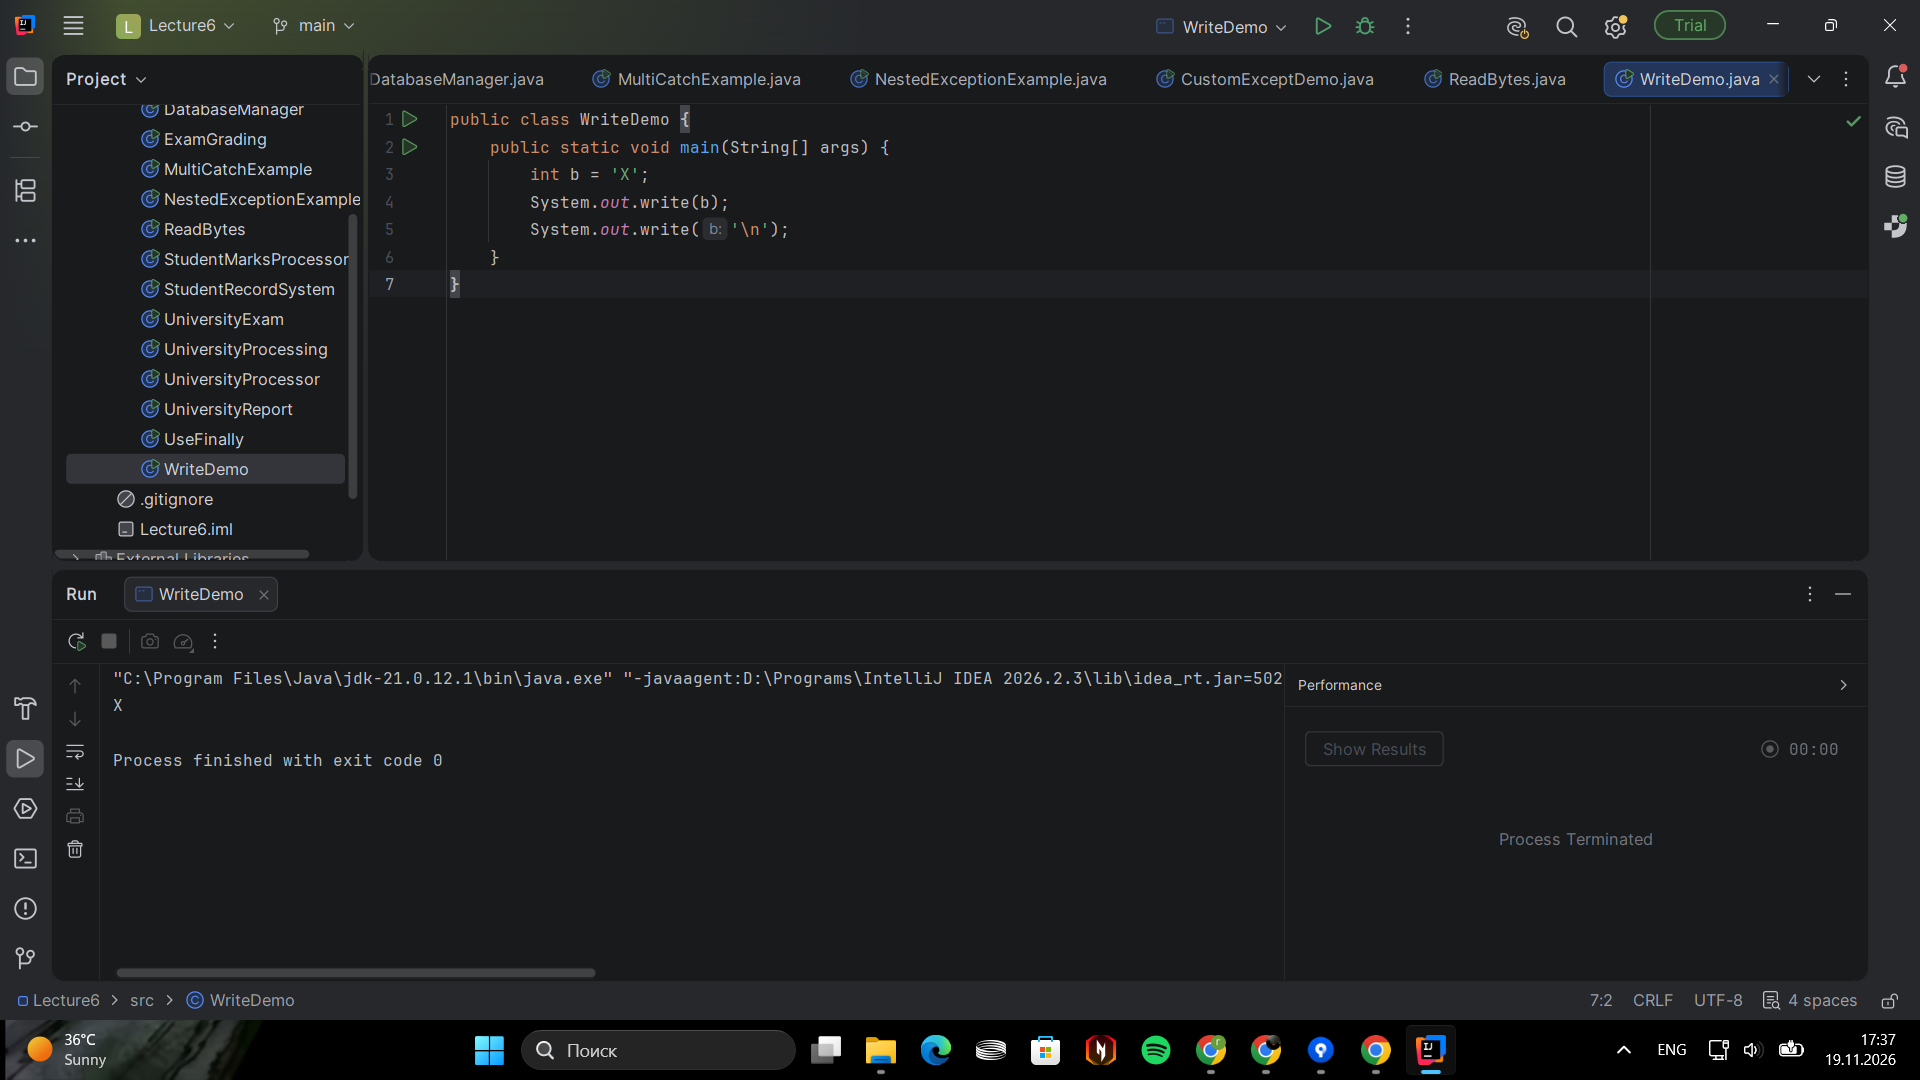 L Lecture6 main WriteDemo Trial
Project
DatabaseManager.java MultiCatchExample.java NestedExceptionExample.java CustomExceptDemo.java ReadBytes.java WriteDemo.java
DatabaseManager
ExamGrading
MultiCatchExample
NestedExceptionExample
ReadBytes
StudentMarksProcessor
StudentRecordSystem
UniversityExam
UniversityProcessing
UniversityProcessor
UniversityReport
UseFinally
WriteDemo
.gitignore
Lecture6.iml
External Libraries
1 public class WriteDemo {
2 public static void main(String[] args) {
3 int b = 'X';
4 System.out.write(b);
5 System.out.write( b: '\n');
6 }
7 }
Run WriteDemo
"C:\Program Files\Java\jdk-21.0.12.1\bin\java.exe" "-javaagent:D:\Programs\IntelliJ IDEA 2026.2.3\lib\idea_rt.jar=502
X
Process finished with exit code 0
Performance
Show Results 00:00
Process Terminated
Lecture6 > src > WriteDemo 7:2 CRLF UTF-8 4 spaces
36°C
Sunny
Поиск
ENG
17:37
19.11.2026